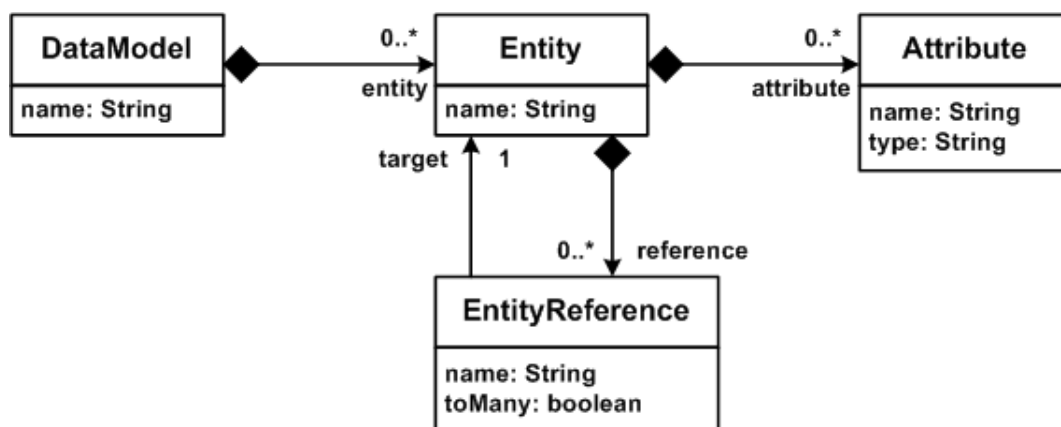 DataModel
name: String
0..*
entity
Entity
name: String
0..*
attribute
Attribute
name: String
type: String
target
1
0..*
reference
EntityReference
name: String
toMany: boolean